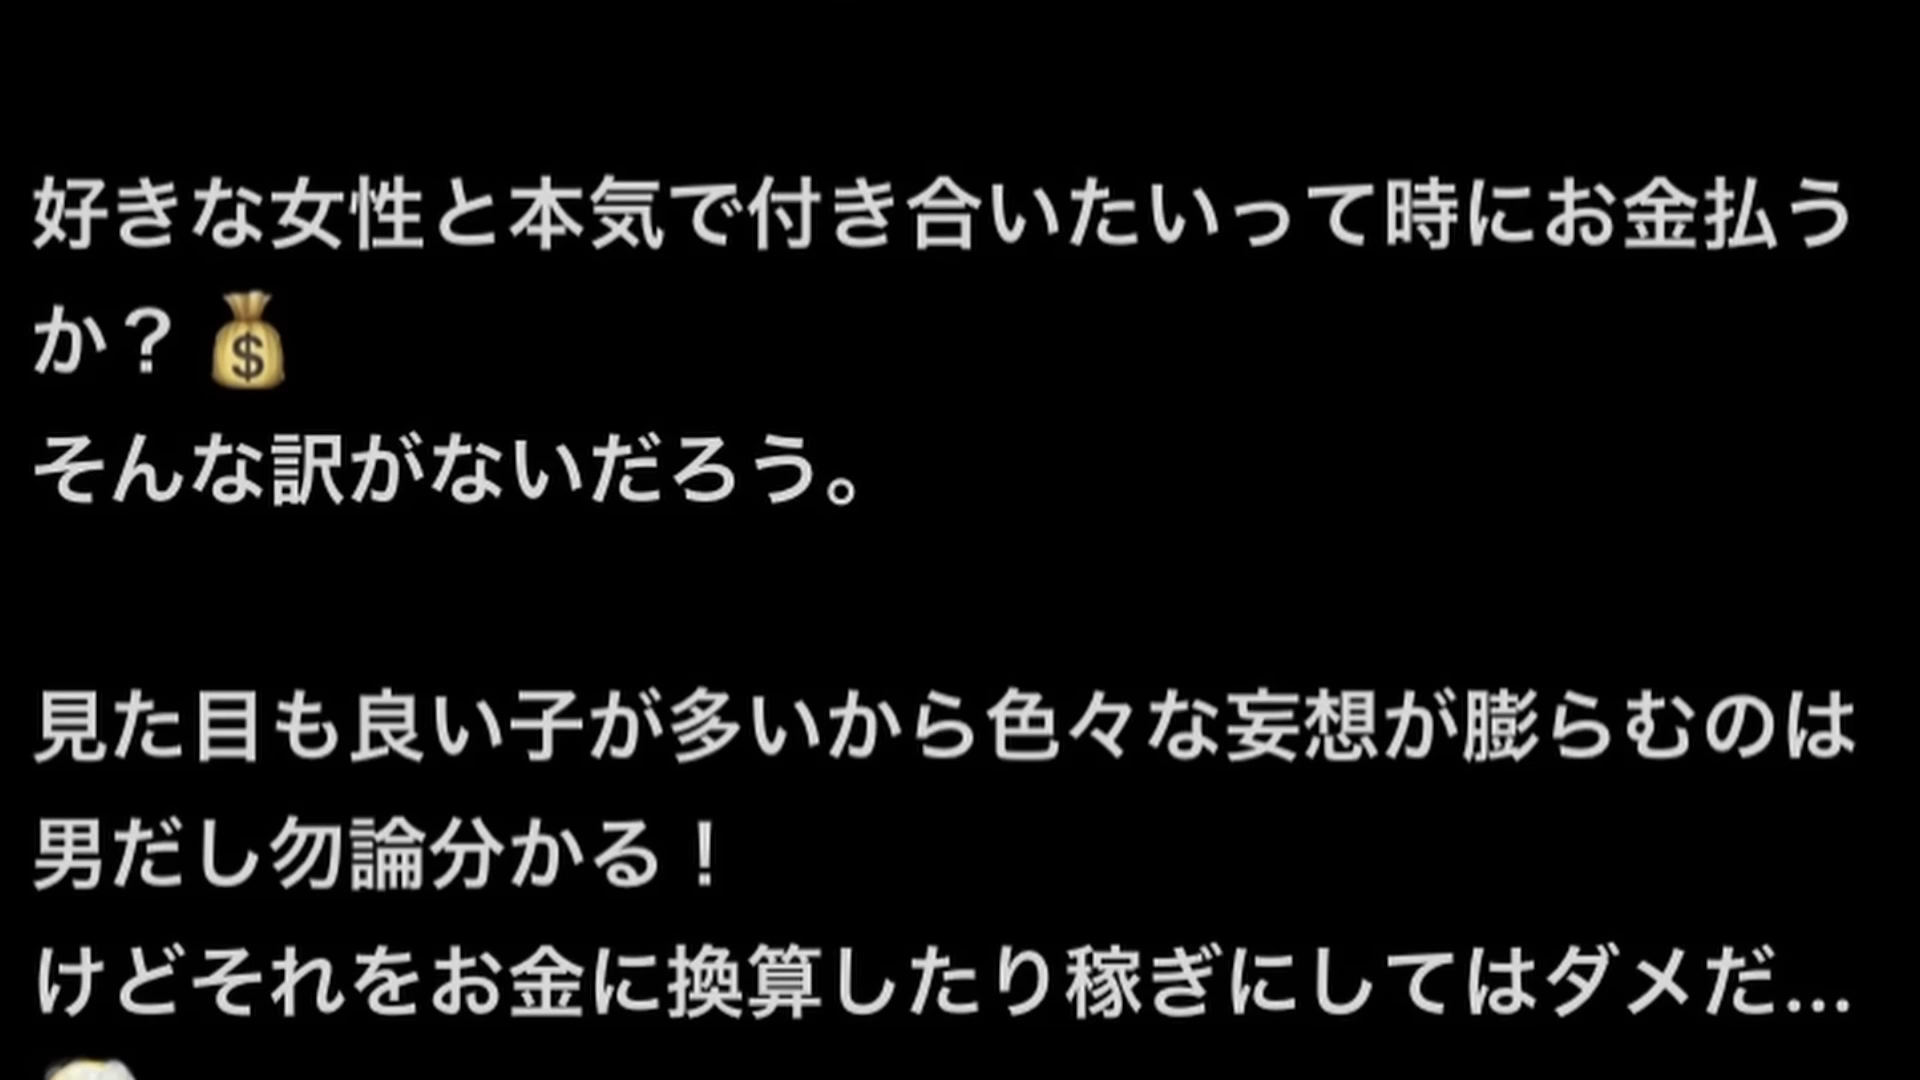 好きな女性と本気で付き合いたいって時にお金払う
か？ 💰
そんな訳がないだろう。
見た目も良い子が多いから色々な妄想が膨らむのは
男だし勿論分かる！
けどそれをお金に換算したり稼ぎにしてはダメだ...